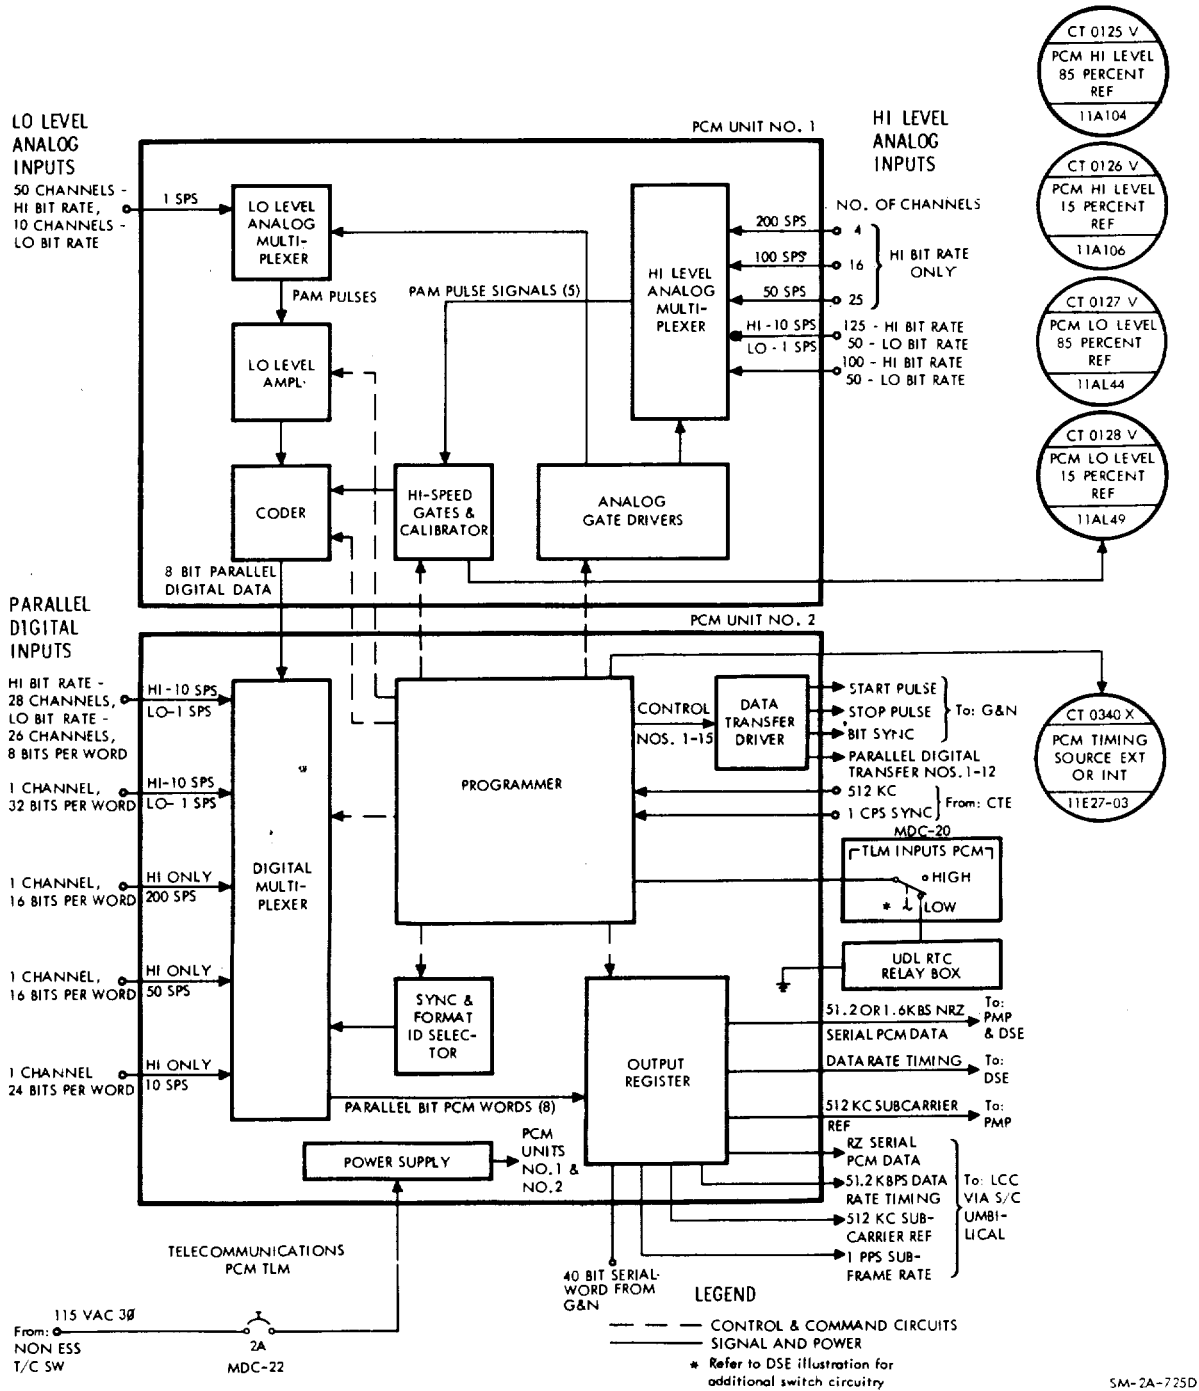 CT 0125 V
PCM HI LEVEL
85 PERCENT
REF
11A104
LO LEVEL
ANALOG
INPUTS
PCM UNIT NO. 1
HI LEVEL
ANALOG
INPUTS
CT 0126 V
PCM HI LEVEL
15 PERCENT
REF
11A106
50 CHANNELS -
HI BIT RATE,
10 CHANNELS -
LO BIT RATE
1 SPS
LO LEVEL
ANALOG
MULTI-
PLEXER
HI LEVEL
ANALOG
MULTI-
PLEXER
NO. OF CHANNELS
200 SPS
4
100 SPS
16
50 SPS
25
HI BIT RATE
ONLY
HI -10 SPS
LO - 1 SPS
125 - HI BIT RATE
50 - LO BIT RATE
100 - HI BIT RATE
50 - LO BIT RATE
PAM PULSES
PAM PULSE SIGNALS (5)
CT 0127 V
PCM LO LEVEL
85 PERCENT
REF
11AL44
LO LEVEL
AMPL.
CT 0128 V
PCM LO LEVEL
15 PERCENT
REF
11AL49
CODER
HI-SPEED
GATES &
CALIBRATOR
ANALOG
GATE DRIVERS
8 BIT PARALLEL
DIGITAL DATA
PARALLEL
DIGITAL
INPUTS
PCM UNIT NO. 2
HI BIT RATE -
28 CHANNELS,
LO BIT RATE -
26 CHANNELS,
8 BITS PER WORD
HI-10 SPS
LO-1 SPS
1 CHANNEL,
32 BITS PER WORD
HI-10 SPS
LO- 1 SPS
1 CHANNEL,
16 BITS PER WORD
HI ONLY
200 SPS
1 CHANNEL,
16 BITS PER WORD
HI ONLY
50 SPS
1 CHANNEL
24 BITS PER WORD
HI ONLY
10 SPS
DIGITAL
MULTI-
PLEXER
PROGRAMMER
CONTROL
NOS. 1-15
DATA
TRANSFER
DRIVER
START PULSE
STOP PULSE
BIT SYNC
To: G&N
PARALLEL DIGITAL
TRANSFER NOS. 1-12
512 KC
1 CPS SYNC
From: CTE
CT 0340 X
PCM TIMING
SOURCE EXT
OR INT
11E27-03
MDC-20
TLM INPUTS PCM
HIGH
* LOW
UDL RTC
RELAY BOX
SYNC &
FORMAT
ID SELEC-
TOR
OUTPUT
REGISTER
51.2 OR 1.6KBS NRZ
SERIAL PCM DATA
To:
PMP
& DSE
DATA RATE TIMING
To:
DSE
512 KC SUBCARRIER
REF
To:
PMP
PARALLEL BIT PCM WORDS (8)
POWER SUPPLY
PCM
UNITS
NO.1 &
NO.2
RZ SERIAL
PCM DATA
51.2 KBPS DATA
RATE TIMING
512 KC SUB-
CARRIER REF
1 PPS SUB-
FRAME RATE
To: LCC
VIA S/C
UMBI-
LICAL
TELECOMMUNICATIONS
PCM TLM
40 BIT SERIAL
WORD FROM
G&N
115 VAC 3Ø
From:
NON ESS
T/C SW
2A
MDC-22
LEGEND
CONTROL & COMMAND CIRCUITS
SIGNAL AND POWER
* Refer to DSE illustration for
additional switch circuitry
SM-2A-725D